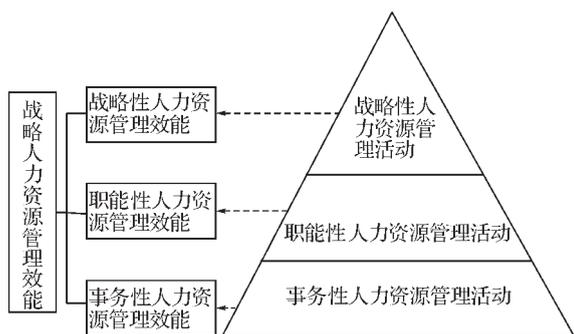 战略人力资源管理效能
战略性人力资
源管理效能
职能性人力资
源管理效能
事务性人力资
源管理效能
战略性人
力资源管
理活动
职能性人力资源管理活动
事务性人力资源管理活动